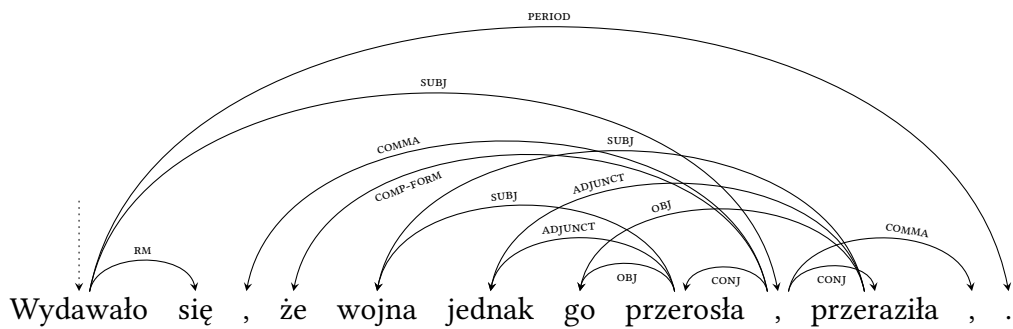 PERIOD
SUBJ
COMMA SUBJ
COMP-FORM ADJUNCT
SUBJ OBJ
RM ADJUNCT COMMA
OBJ CONJ CONJ
Wydawało się , że wojna jednak go przerosła , przeraziła , .